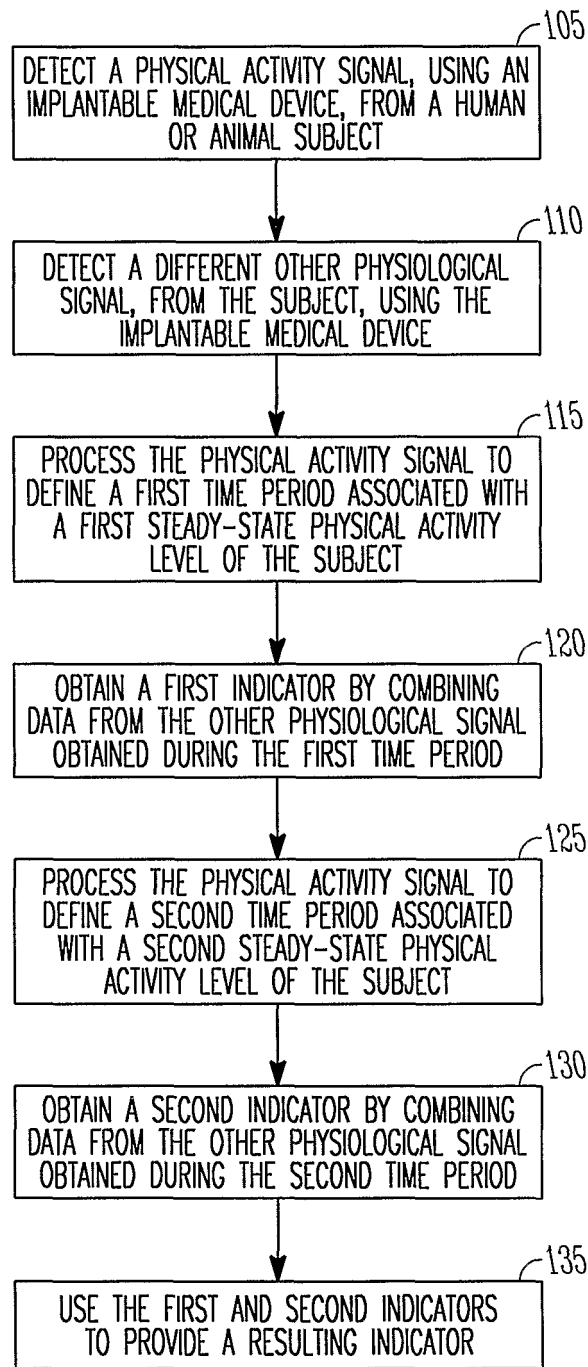 105
DETECT A PHYSICAL ACTIVITY SIGNAL, USING AN
IMPLANTABLE MEDICAL DEVICE, FROM A HUMAN
OR ANIMAL SUBJECT
110
DETECT A DIFFERENT OTHER PHYSIOLOGICAL
SIGNAL, FROM THE SUBJECT, USING THE
IMPLANTABLE MEDICAL DEVICE
115
PROCESS THE PHYSICAL ACTIVITY SIGNAL TO
DEFINE A FIRST TIME PERIOD ASSOCIATED WITH
A FIRST STEADY-STATE PHYSICAL ACTIVITY
LEVEL OF THE SUBJECT
120
OBTAIN A FIRST INDICATOR BY COMBINING
DATA FROM THE OTHER PHYSIOLOGICAL SIGNAL
OBTAINED DURING THE FIRST TIME PERIOD
125
PROCESS THE PHYSICAL ACTIVITY SIGNAL TO
DEFINE A SECOND TIME PERIOD ASSOCIATED
WITH A SECOND STEADY-STATE PHYSICAL
ACTIVITY LEVEL OF THE SUBJECT
130
OBTAIN A SECOND INDICATOR BY COMBINING
DATA FROM THE OTHER PHYSIOLOGICAL SIGNAL
OBTAINED DURING THE SECOND TIME PERIOD
135
USE THE FIRST AND SECOND INDICATORS
TO PROVIDE A RESULTING INDICATOR